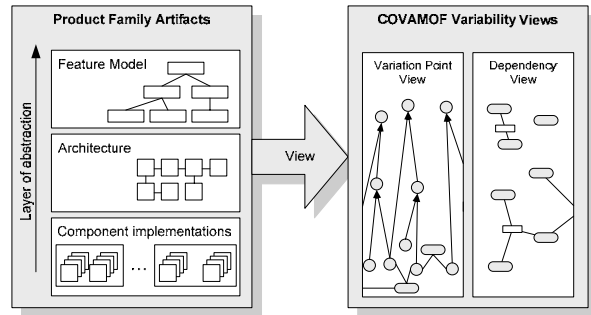 Product Family Artifacts
Layer of abstraction
Feature Model
Architecture
Component implementations
...
View
COVAMOF Variability Views
Variation Point
View
Dependency
View